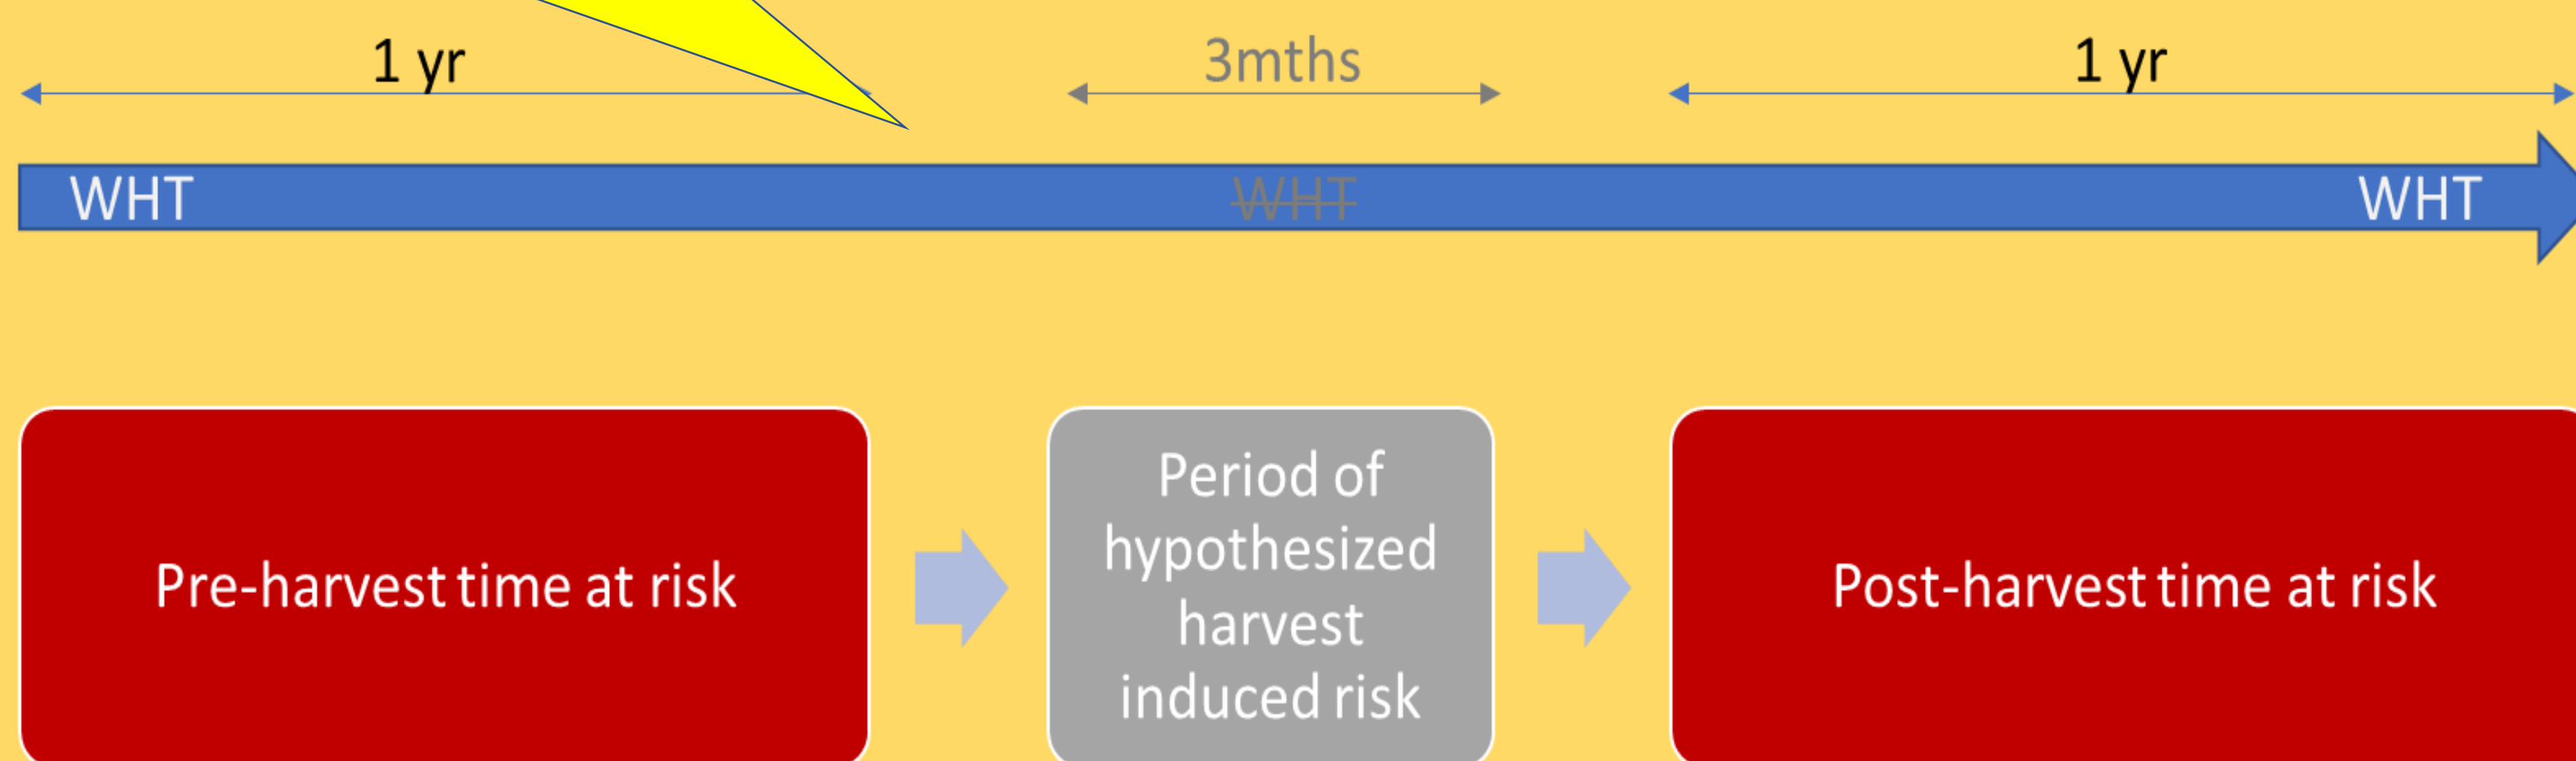 1 yr
3mths
1 yr
WHT
WHT
WHT
Pre-harvest time at risk
Period of
hypothesized
harvest
induced risk
Post-harvest time at risk